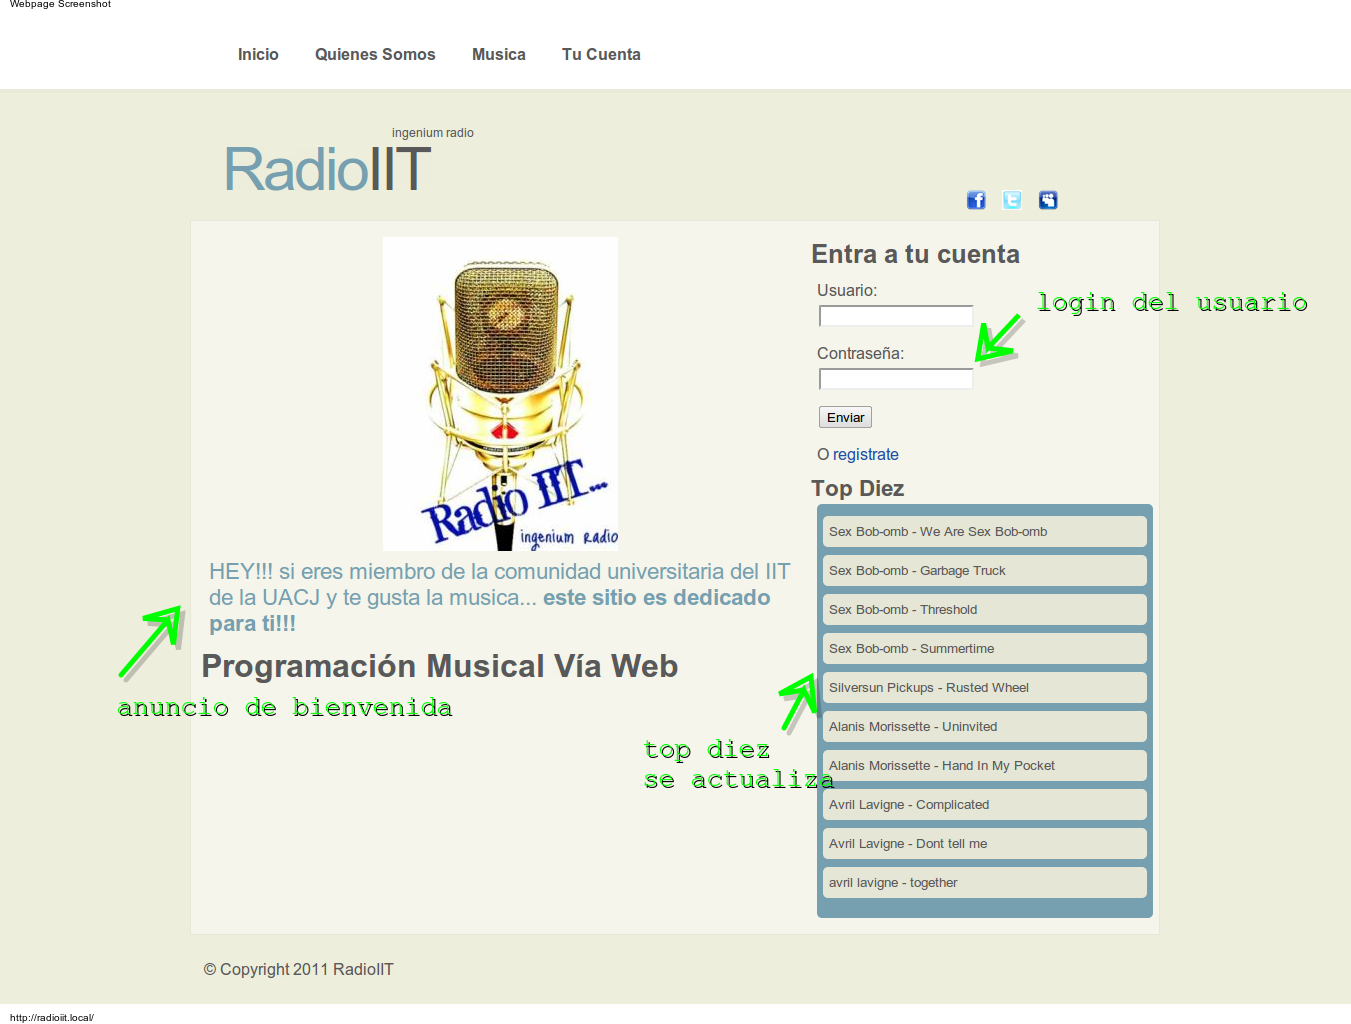 Webpage Screenshot
Inicio Quienes Somos Musica Tu Cuenta
ingenium radio
RadioIIT
Radio IIT...
ingenium radio
HEY!!! si eres miembro de la comunidad universitaria del IIT
de la UACJ y te gusta la musica... este sitio es dedicado
para ti!!!
Programación Musical Vía Web
anuncio de bienvenida
Entra a tu cuenta
Usuario:
login del usuario
Contraseña:
Enviar
O registrate
Top Diez
Sex Bob-omb - We Are Sex Bob-omb
Sex Bob-omb - Garbage Truck
Sex Bob-omb - Threshold
Sex Bob-omb - Summertime
Silversun Pickups - Rusted Wheel
Alanis Morissette - Uninvited
Alanis Morissette - Hand In My Pocket
Avril Lavigne - Complicated
Avril Lavigne - Dont tell me
avril lavigne - together
top diez
se actualiza
© Copyright 2011 RadioIIT
http://radioiit.local/